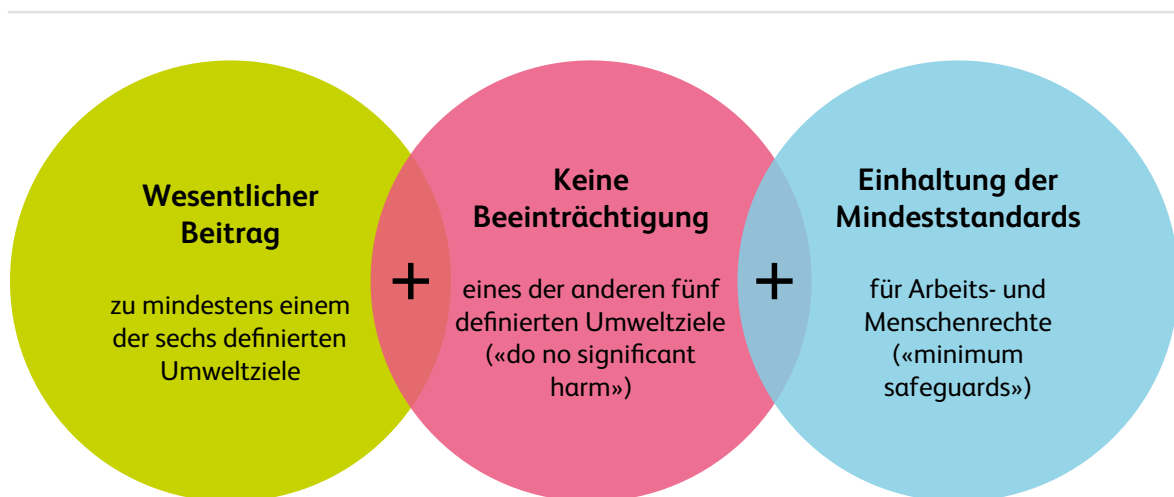 Wesentlicher
Beitrag
zu mindestens einem
der sechs definierten
Umweltziele
+
Keine
Beeinträchtigung
eines der anderen fünf
definierten Umweltziele
(«do no significant
harm»)
+
Einhaltung der
Mindeststandards
für Arbeits- und
Menschenrechte
(«minimum
safeguards»)